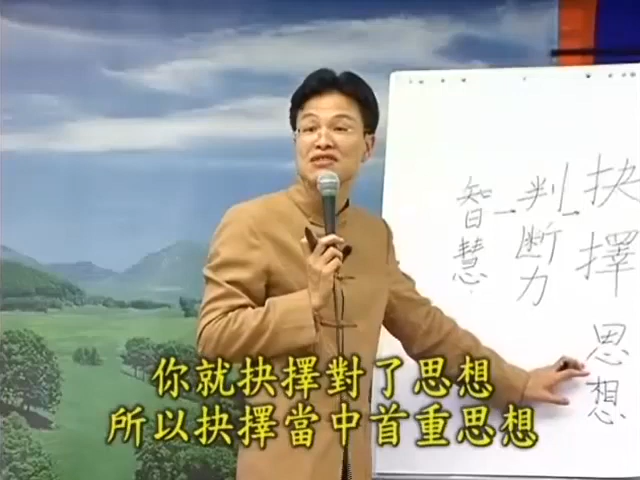 抉擇思想
判斷力
智慧
你就抉擇對了思想
所以抉擇當中首重思想